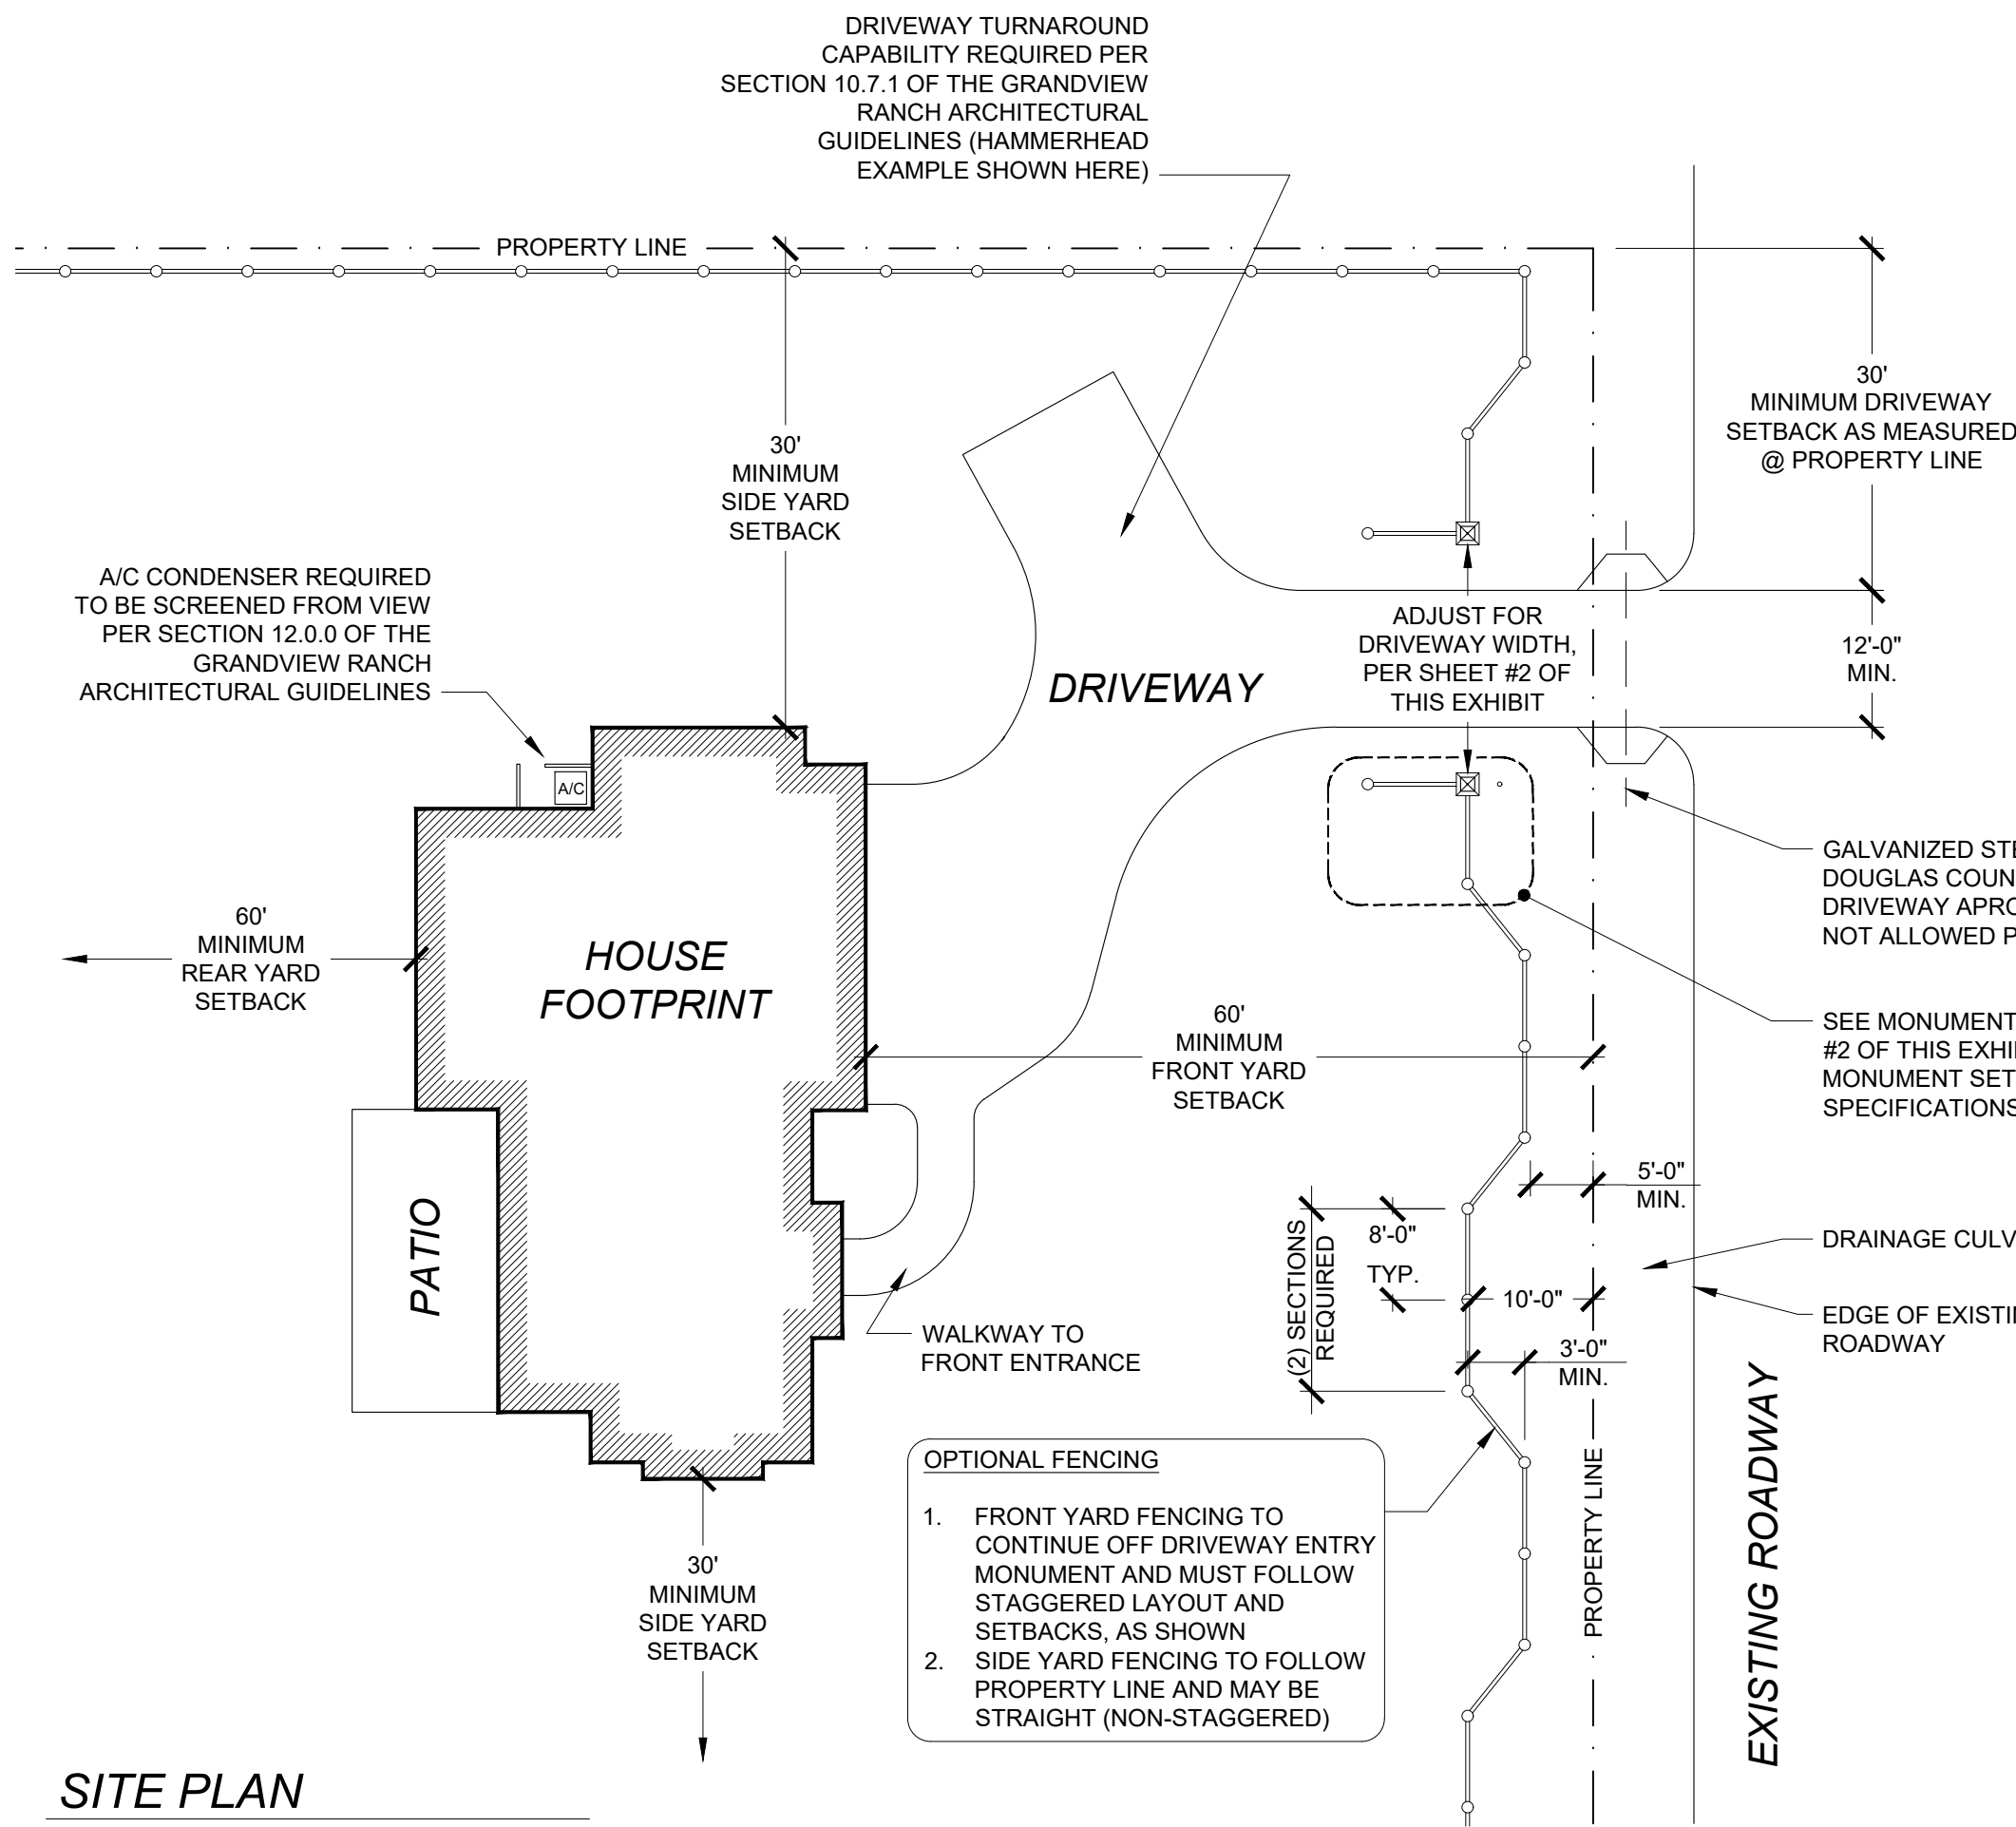 DRIVEWAY TURNAROUND
CAPABILITY REQUIRED PER
SECTION 10.7.1 OF THE GRANDVIEW
RANCH ARCHITECTURAL
GUIDELINES (HAMMERHEAD
EXAMPLE SHOWN HERE)
PROPERTY LINE
30'
MINIMUM DRIVEWAY
SETBACK AS MEASURED
@ PROPERTY LINE
30'
MINIMUM
SIDE YARD
SETBACK
A/C CONDENSER REQUIRED
TO BE SCREENED FROM VIEW
PER SECTION 12.0.0 OF THE
GRANDVIEW RANCH
ARCHITECTURAL GUIDELINES
ADJUST FOR
DRIVEWAY WIDTH,
PER SHEET #2 OF
THIS EXHIBIT
12'-0"
MIN.
DRIVEWAY
A/C
GALVANIZED
DOUGLAS
DRIVEWAY
NOT ALLOWED
60'
MINIMUM
REAR YARD
SETBACK
HOUSE
FOOTPRINT
SEE MONUMENT
#2 OF THIS
MONUMENT
SPECIFICATIONS
60'
MINIMUM
FRONT YARD
SETBACK
5'-0"
MIN.
PATIO
(2) SECTIONS
REQUIRED
8'-0"
TYP.
DRAINAGE
10'-0"
EDGE OF
ROADWAY
WALKWAY TO
FRONT ENTRANCE
3'-0"
MIN.
OPTIONAL FENCING
1. FRONT YARD FENCING TO
CONTINUE OFF DRIVEWAY ENTRY
MONUMENT AND MUST FOLLOW
STAGGERED LAYOUT AND
SETBACKS, AS SHOWN
2. SIDE YARD FENCING TO FOLLOW
PROPERTY LINE AND MAY BE
STRAIGHT (NON-STAGGERED)
PROPERTY LINE
EXISTING ROADWAY
30'
MINIMUM
SIDE YARD
SETBACK
SITE PLAN